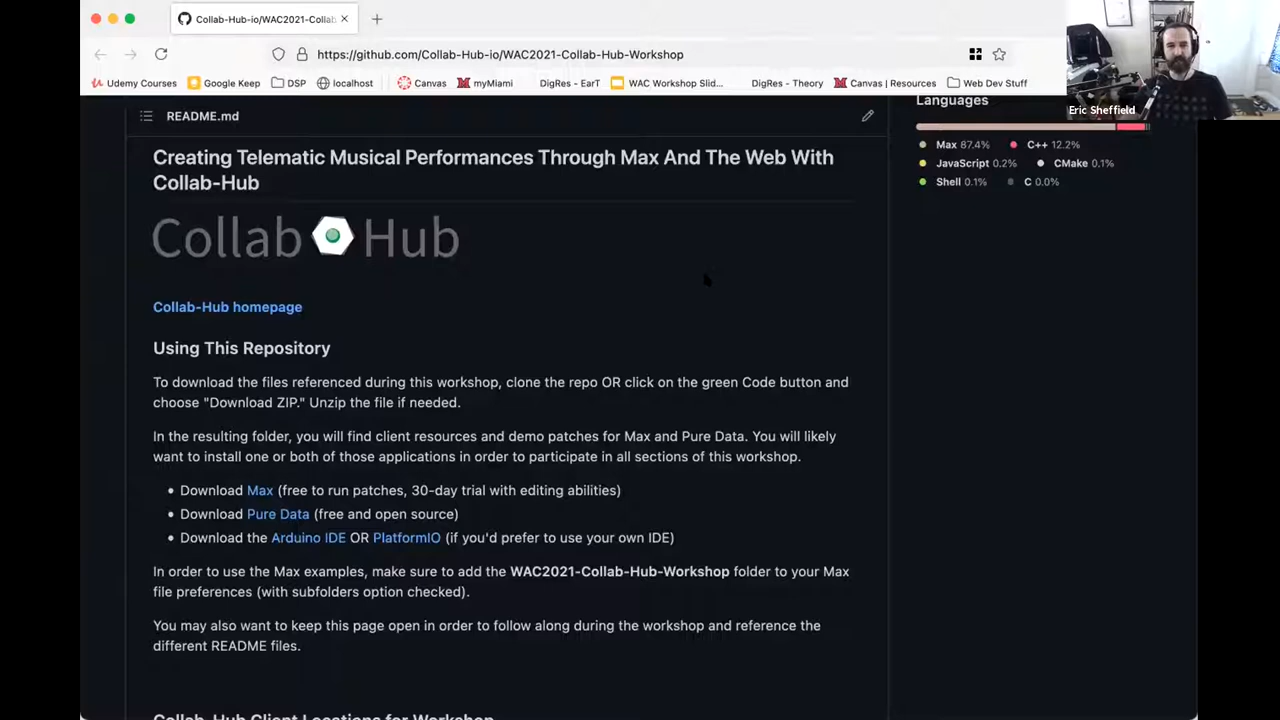 Collab-Hub-io/WAC2021-Collab
https://github.com/Collab-Hub-io/WAC2021-Collab-Hub-Workshop
Udemy Courses
Google Keep
DSP
localhost
Canvas
myMiami
DigRes - EarT
WAC Workshop Slid...
DigRes - Theory
Canvas | Resources
Web Dev Stuff
Eric Sheffield
README.md
Creating Telematic Musical Performances Through Max And The Web With
Collab-Hub
Collab Hub
Collab-Hub homepage
Using This Repository
To download the files referenced during this workshop, clone the repo OR click on the green Code button and
choose "Download ZIP." Unzip the file if needed.
In the resulting folder, you will find client resources and demo patches for Max and Pure Data. You will likely
want to install one or both of those applications in order to participate in all sections of this workshop.
• Download Max (free to run patches, 30-day trial with editing abilities)
• Download Pure Data (free and open source)
• Download the Arduino IDE OR PlatformIO (if you'd prefer to use your own IDE)
In order to use the Max examples, make sure to add the WAC2021-Collab-Hub-Workshop folder to your Max
file preferences (with subfolders option checked).
You may also want to keep this page open in order to follow along during the workshop and reference the
different README files.
Collab-Hub Client Locations for Workshop
Languages
Max 87.4%
C++ 12.2%
JavaScript 0.2%
CMake 0.1%
Shell 0.1%
C 0.0%